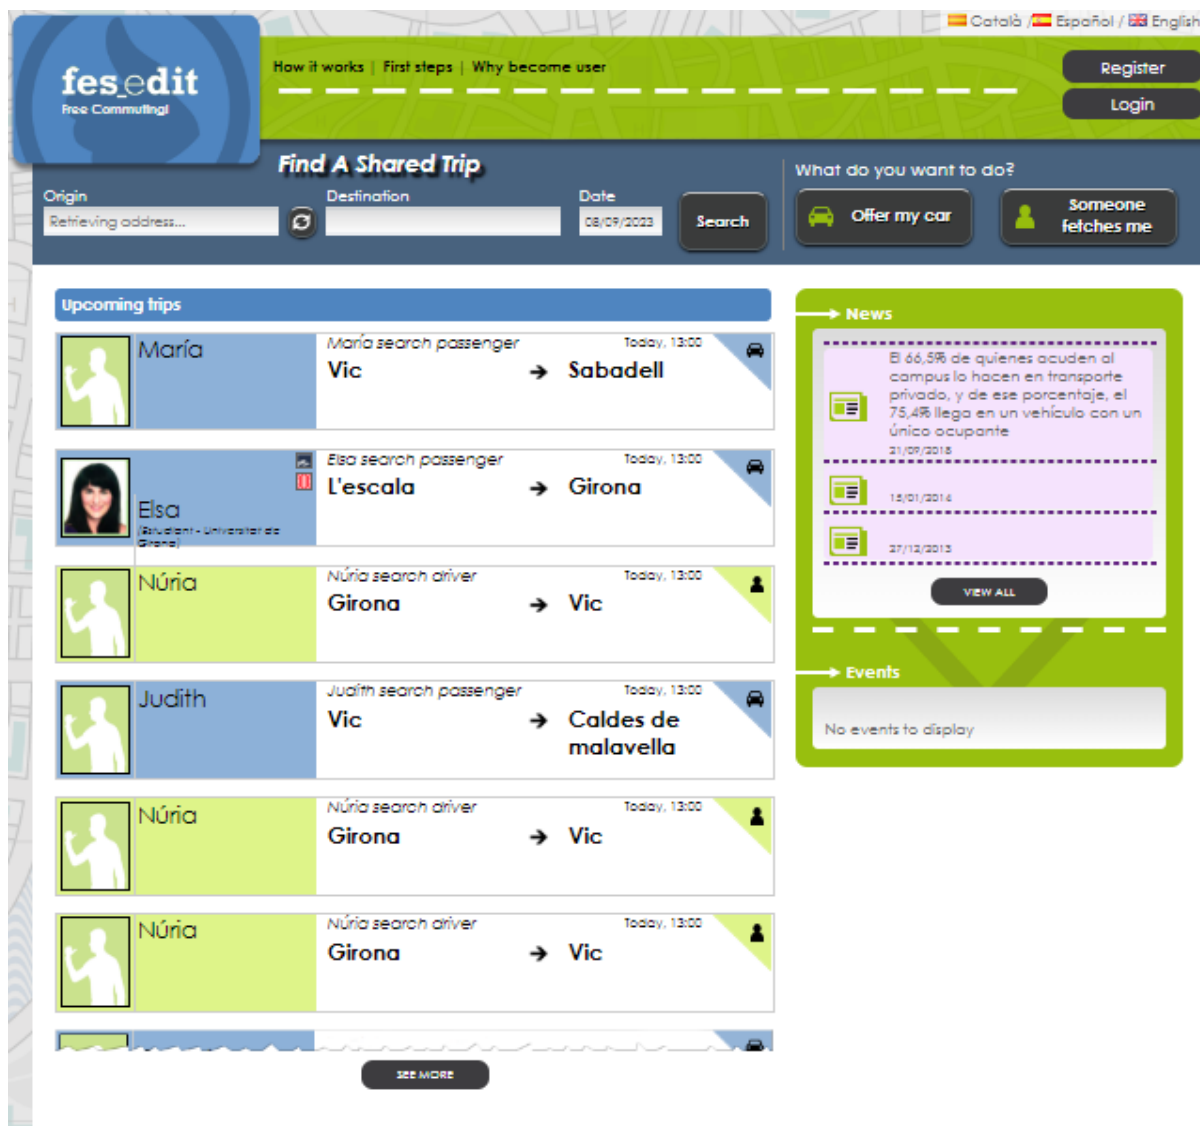 Català / Español / English
fes_edit
Free Commuting!
How it works | First steps | Why become user
Register
Login
Find A Shared Trip
Origin
Destination
Date
Retrieving address...
08/09/2023
Search
What do you want to do?
Offer my car
Someone
fetches me
Upcoming trips
María
María search passenger
Today, 13:00
Vic
Sabadell
Elsa
(Estudiant - Universitat de
Girona)
Elsa search passenger
Today, 13:00
L'escala
Girona
Núria
Núria search driver
Today, 13:00
Girona
Vic
Judith
Judith search passenger
Today, 13:00
Vic
Caldes de
malavella
Núria
Núria search driver
Today, 13:00
Girona
Vic
Núria
Núria search driver
Today, 13:00
Girona
Vic
SEE MORE
News
El 66,5% de quienes acuden al
campus lo hacen en transporte
privado, y de ese porcentaje, el
75,4% llega en un vehículo con un
único ocupante
21/09/2018
15/01/2014
27/12/2013
VIEW ALL
Events
No events to display